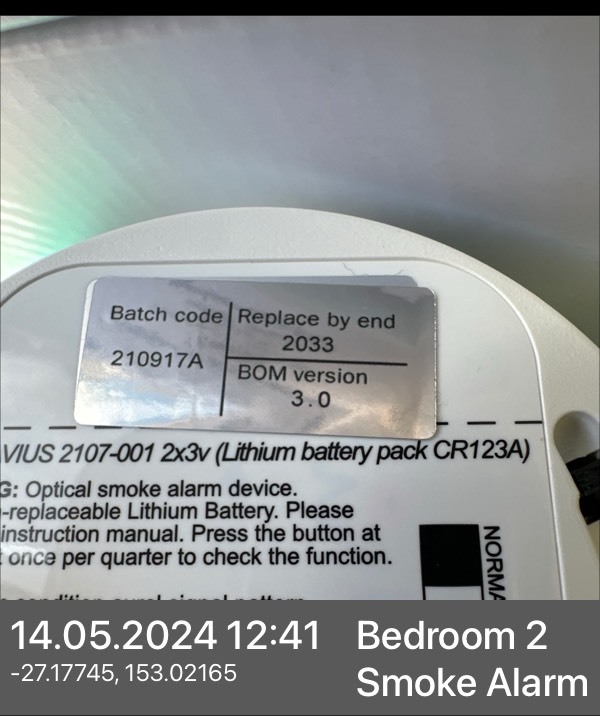 Batch code
210917A
Replace by end
2033
BOM version
3.0
VIUS 2107-001 2x3v (Lithium battery pack CR123A)
G: Optical smoke alarm device.
-replaceable Lithium Battery. Please
instruction manual. Press the button at
once per quarter to check the function.
NORMA
14.05.2024 12:41
-27.17745, 153.02165
Bedroom 2
Smoke Alarm